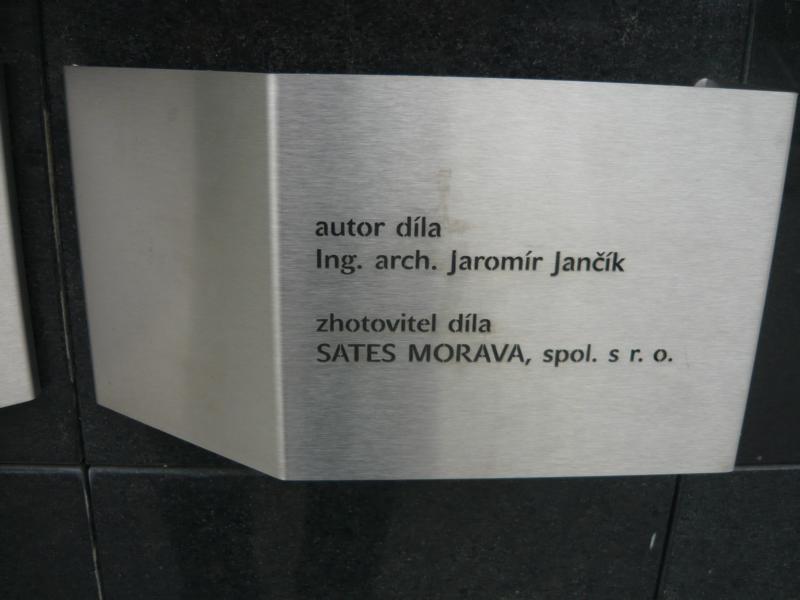 autor díla
Ing. arch. Jaromír Jančík
zhotovitel díla
SATES MORAVA, spol. s r. o.